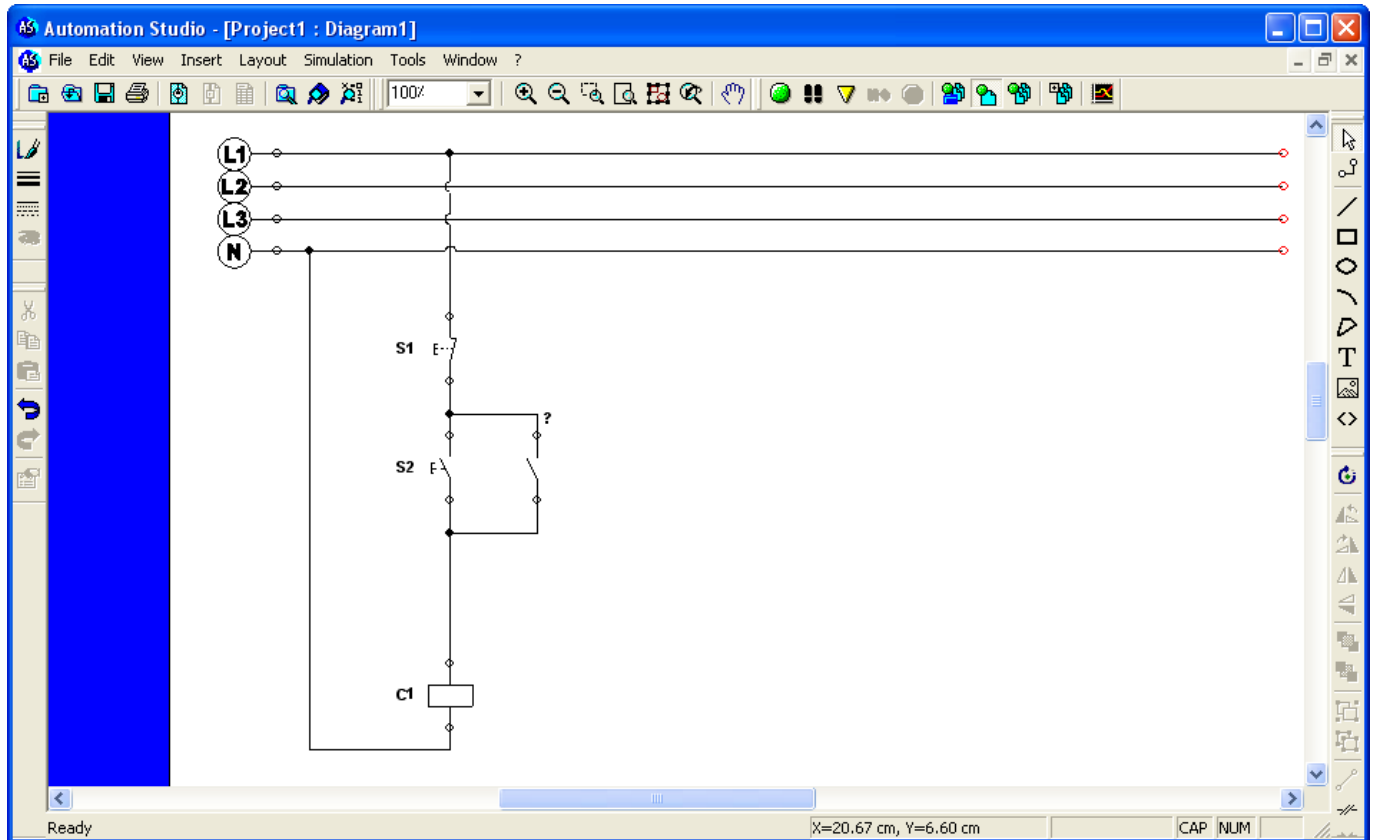 Automation Studio - [Project1 : Diagram1]
File Edit View Insert Layout Simulation Tools Window ?
100%
L1
L2
L3
N
S1
?
S2
C1
T
Ready X=20.67 cm, Y=6.60 cm CAP NUM